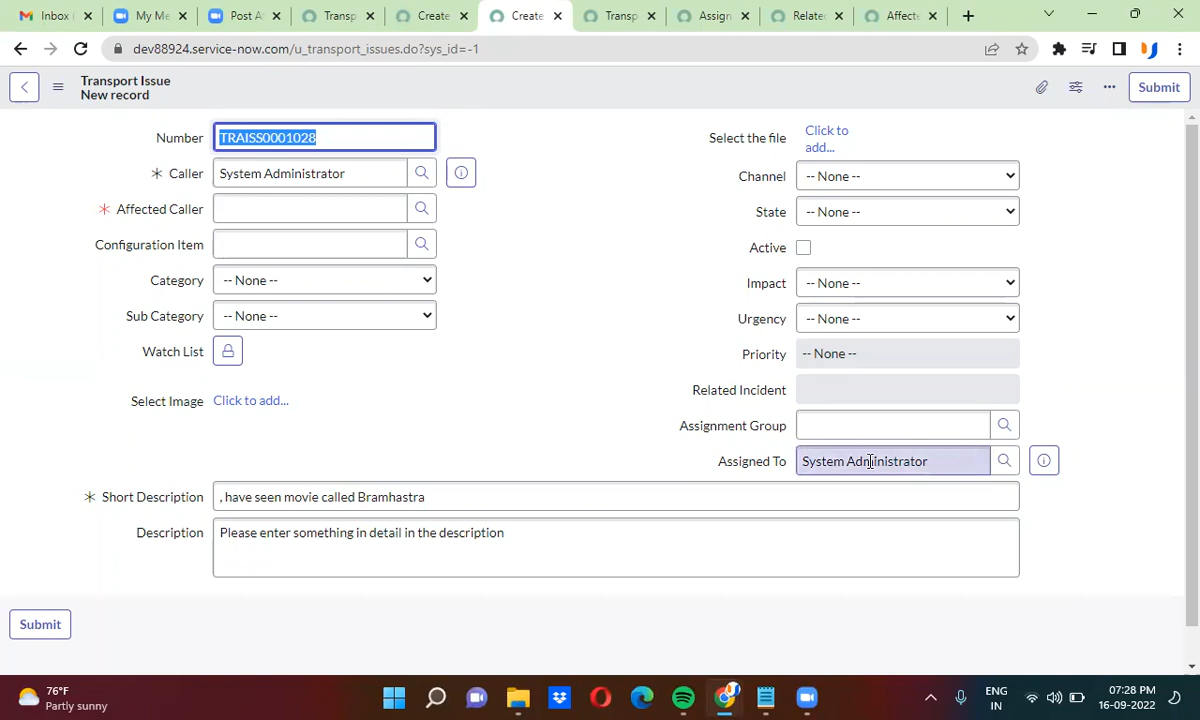 Inbox (
My Me
Post A
Transp
Create
Create
Transp
Assign
Relate
Affecte
dev88924.service-now.com/u_transport_issues.do?sys_id=-1
Transport Issue
New record
Submit
Number
TRAISS0001028
Caller
System Administrator
Affected Caller
Configuration Item
Category
-- None --
Sub Category
-- None --
Watch List
Select Image
Click to add...
Select the file
Click to
add...
Channel
-- None --
State
-- None --
Active
Impact
-- None --
Urgency
-- None --
Priority
-- None --
Related Incident
Assignment Group
Assigned To
System Administrator
Short Description
, have seen movie called Bramhastra
Description
Please enter something in detail in the description
Submit
76°F
Partly sunny
ENG
IN
07:28 PM
16-09-2022